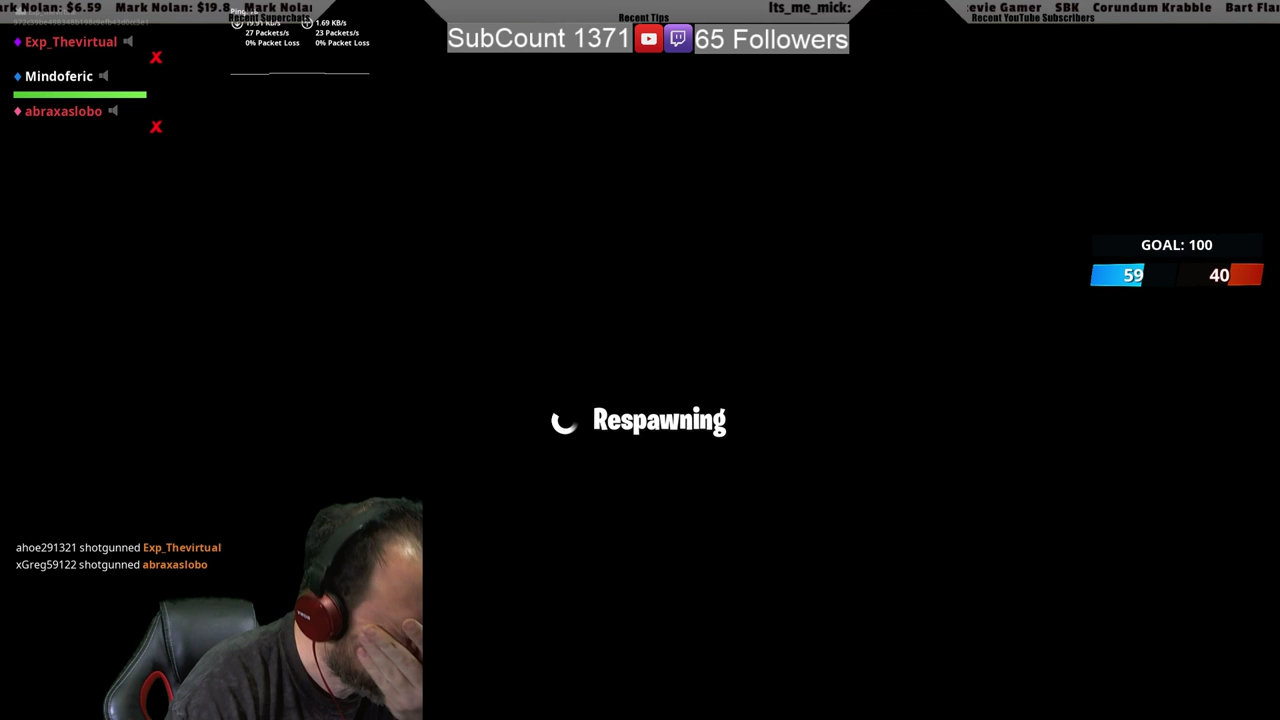 ark Nolan: $6.59 Mark Nolan: $19.8 Mark Nolan
Recent Superchats
Recent Tips
Its_me_mick:
evie Gamer SBK Corundum Krabble Bart Fla
Recent YouTube Subscribers
SubCount 1371
65 Followers
1.69 KB/s
27 Packets/s 23 Packets/s
0% Packet Loss 0% Packet Loss
Exp_Thevirtual
X
Mindoferic
abraxaslobo
X
GOAL: 100
59 40
Respawning
ahoe291321 shotgunned Exp_Thevirtual
xGreg59122 shotgunned abraxaslobo